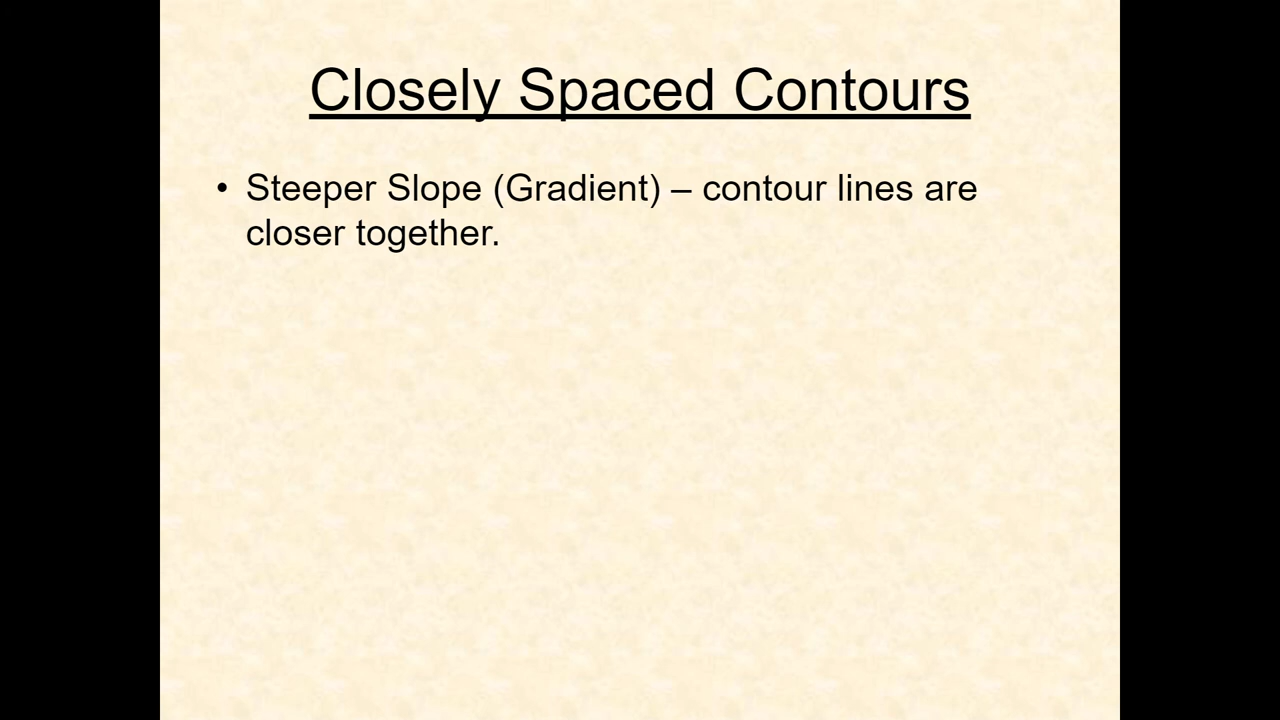 Closely Spaced Contours
• Steeper Slope (Gradient) – contour lines are
closer together.